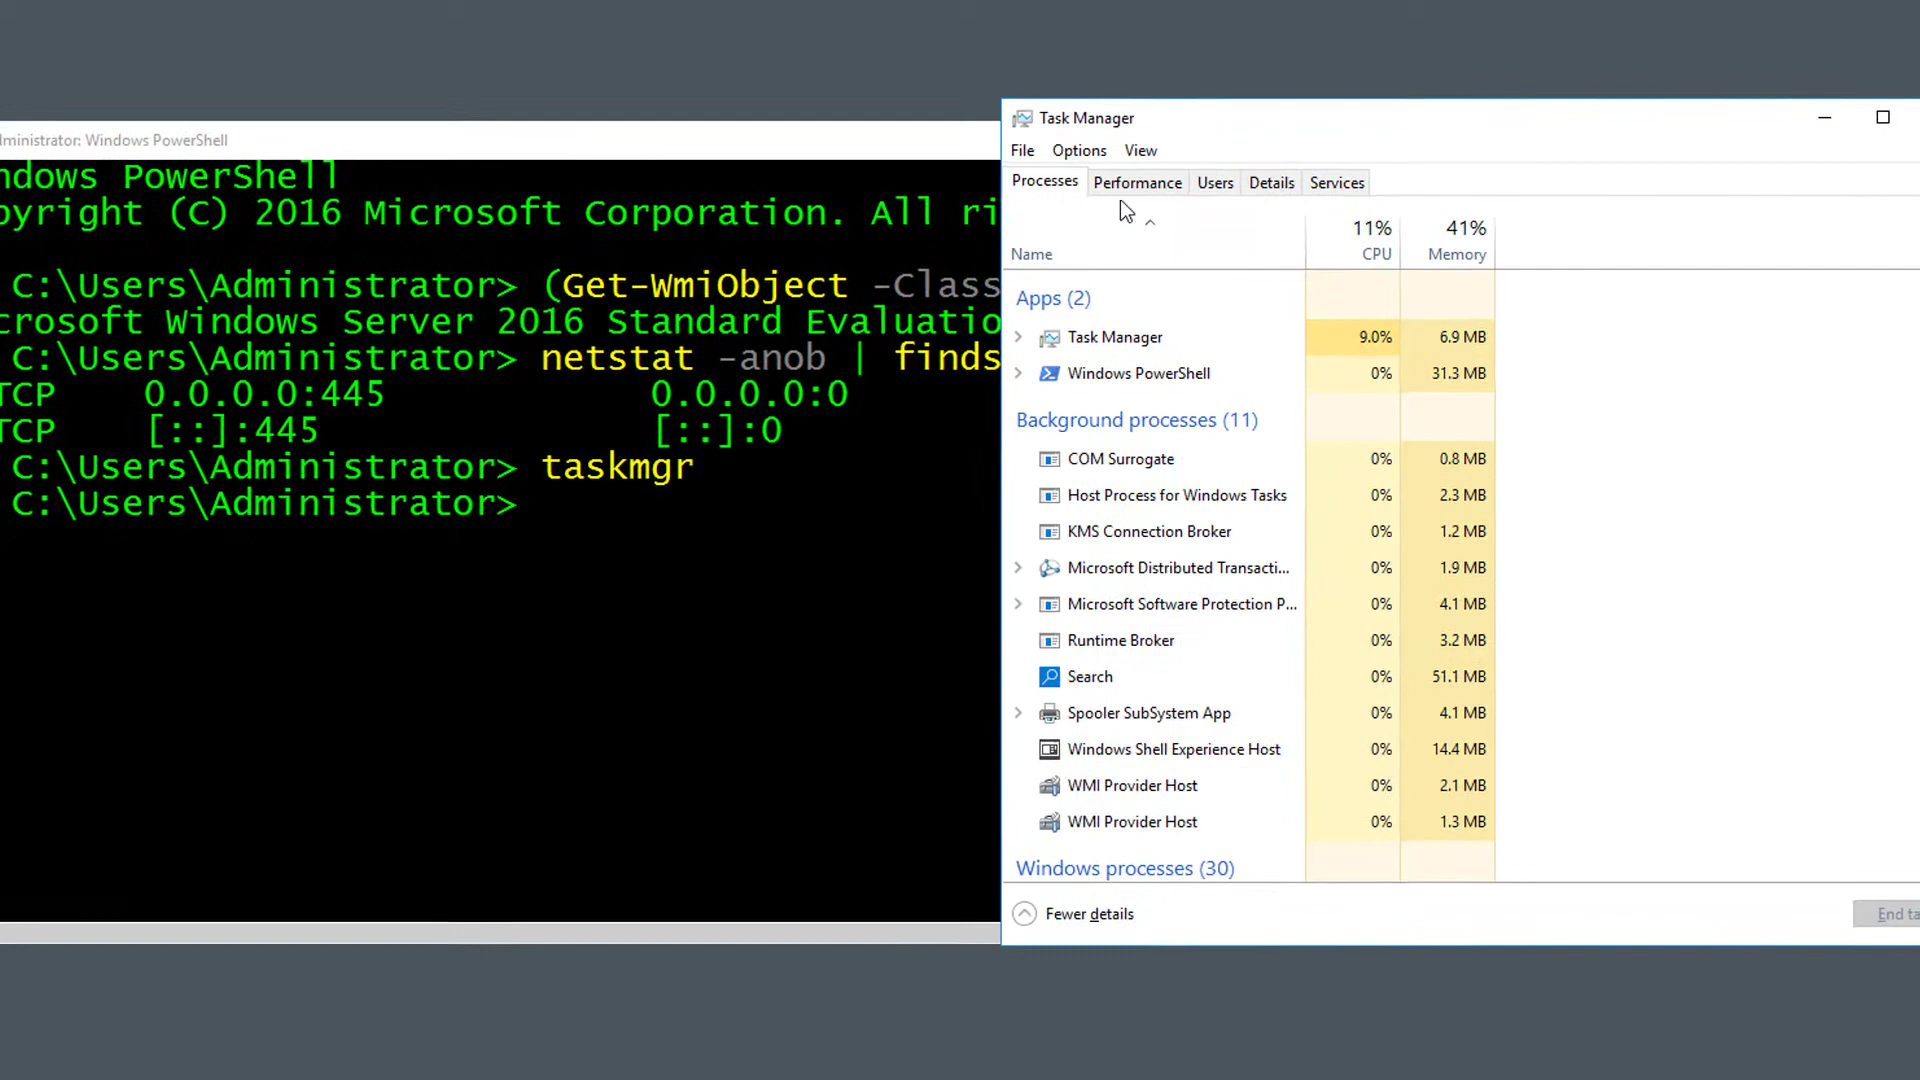 dministrator: Windows PowerShell
ndows PowerShell
pyright (C) 2016 Microsoft Corporation. All ri
C:\Users\Administrator> (Get-WmiObject -Class
crosoft Windows Server 2016 Standard Evaluatio
C:\Users\Administrator> netstat -anob | finds
TCP 0.0.0.0:445 0.0.0.0:0
TCP [::]:445 [::]:0
C:\Users\Administrator> taskmgr
C:\Users\Administrator>
Task Manager
File Options View
Processes Performance Users Details Services
11% 41%
Name CPU Memory
Apps (2)
Task Manager 9.0% 6.9 MB
Windows PowerShell 0% 31.3 MB
Background processes (11)
COM Surrogate 0% 0.8 MB
Host Process for Windows Tasks 0% 2.3 MB
KMS Connection Broker 0% 1.2 MB
Microsoft Distributed Transacti... 0% 1.9 MB
Microsoft Software Protection P... 0% 4.1 MB
Runtime Broker 0% 3.2 MB
Search 0% 51.1 MB
Spooler SubSystem App 0% 4.1 MB
Windows Shell Experience Host 0% 14.4 MB
WMI Provider Host 0% 2.1 MB
WMI Provider Host 0% 1.3 MB
Windows processes (30)
Fewer details
End ta